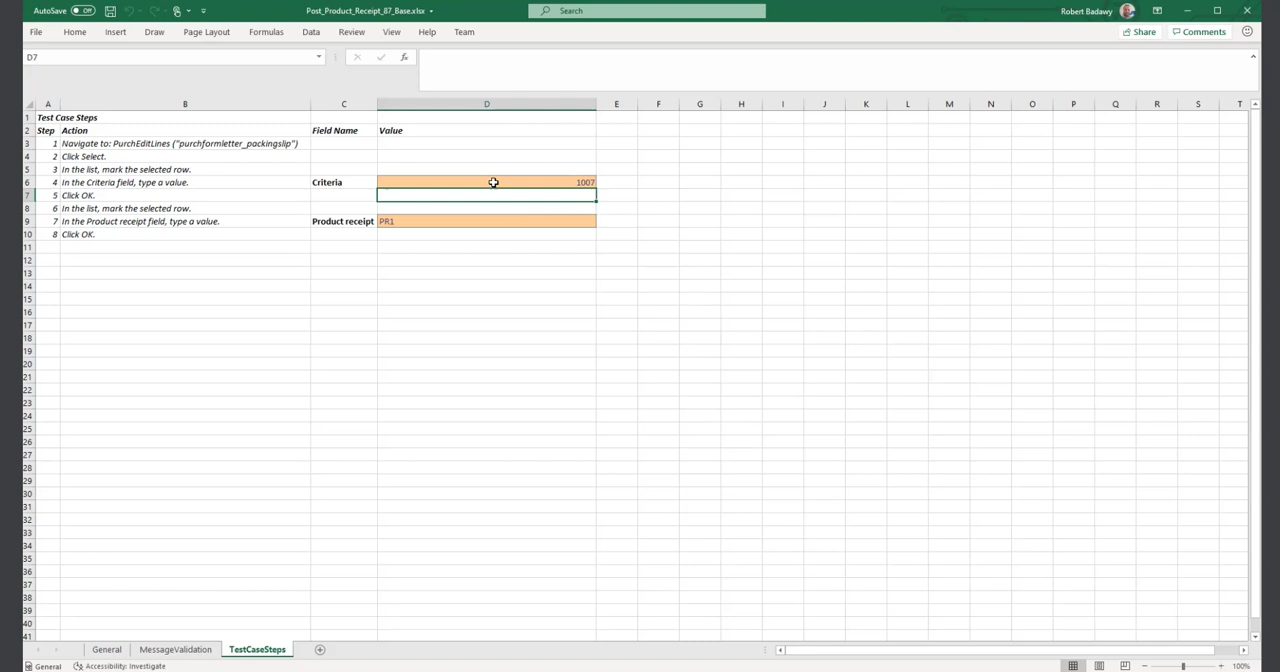 AutoSave Off Post_Product_Receipt_87_Base.xlsx Search Robert Badawy
File Home Insert Draw Page Layout Formulas Data Review View Help Team Share Comments
D7 fx
A B C D E F G H I J K L M N O P Q R S T
1 Test Case Steps
2 Step Action Field Name Value
3 1 Navigate to: PurchEditLines ("purchformletter_packingslip")
4 2 Click Select.
5 3 In the list, mark the selected row.
6 4 In the Criteria field, type a value. Criteria 1007
7 5 Click OK.
8 6 In the list, mark the selected row.
9 7 In the Product receipt field, type a value. Product receipt PR1
10 8 Click OK.
11
12
13
14
15
16
17
18
19
20
21
22
23
24
25
26
27
28
29
30
31
32
33
34
35
36
37
38
39
40
41
General MessageValidation TestCaseSteps
General Accessibility: Investigate 100%